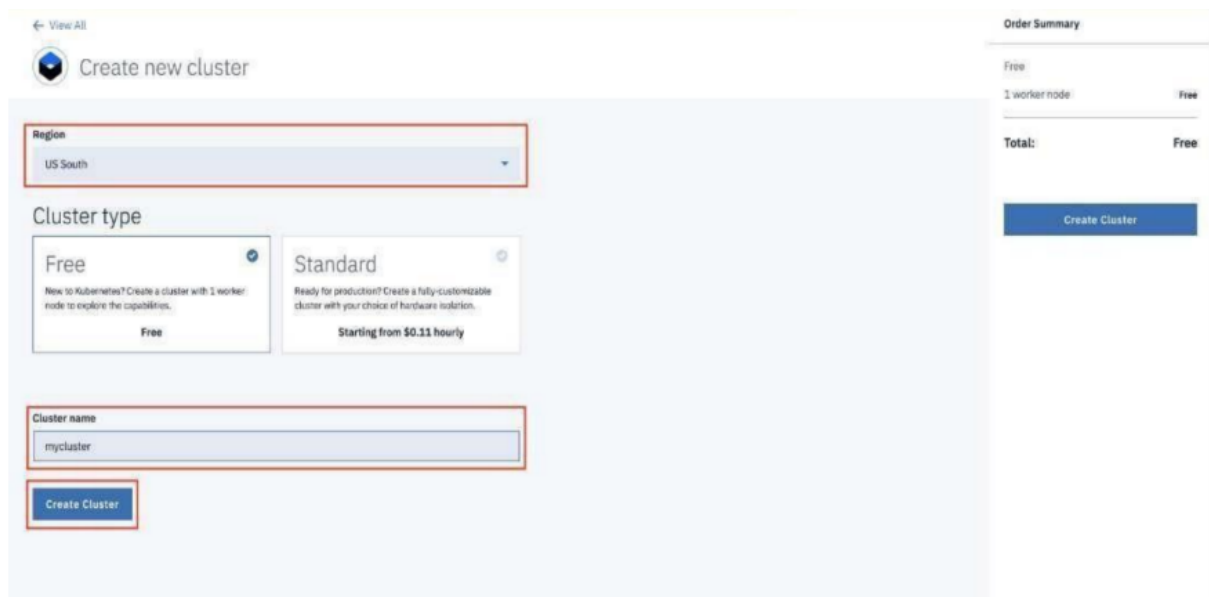 ← View All
Create new cluster
Region
US South
Cluster type
Free
New to Kubernetes? Create a cluster with 1 worker
node to explore the capabilities.
Free
Standard
Ready for production? Create a fully-customizable
cluster with your choice of hardware isolation.
Starting from $0.11 hourly
Cluster name
mycluster
Create Cluster
Order Summary
Free
1 worker node Free
Total: Free
Create Cluster